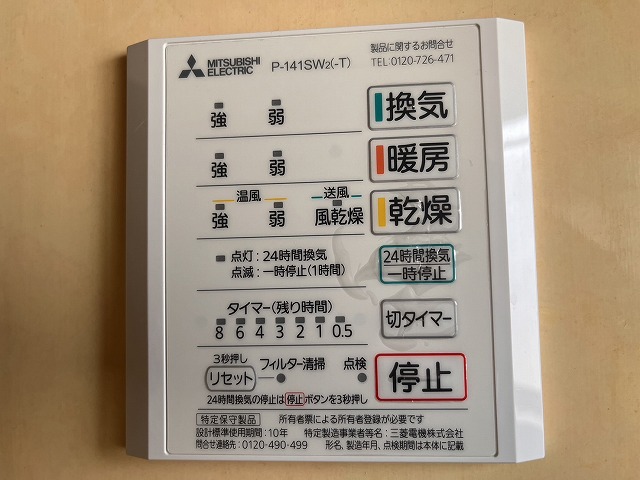 MITSUBISHI ELECTRIC P-141SW2(-T) 製品に関するお問合せ
TEL:0120-726-471
強 弱 換気
強 弱 暖房
温風 送風
強 弱 風乾燥 乾燥
点灯:24時間換気
点滅:一時停止(1時間)
24時間換気
一時停止
タイマー(残り時間)
8 6 4 3 2 1 0.5
切タイマー
3秒押し
リセット フィルター清掃 点検
停止
24時間換気の停止は停止ボタンを3秒押し
特定保守製品 所有者票による所有者登録が必要です
設計標準使用期間:10年 特定製造事業者等名:三菱電機株式会社
問合せ連絡先:0120-490-499 形名、製造年月、点検期間は本体に記載